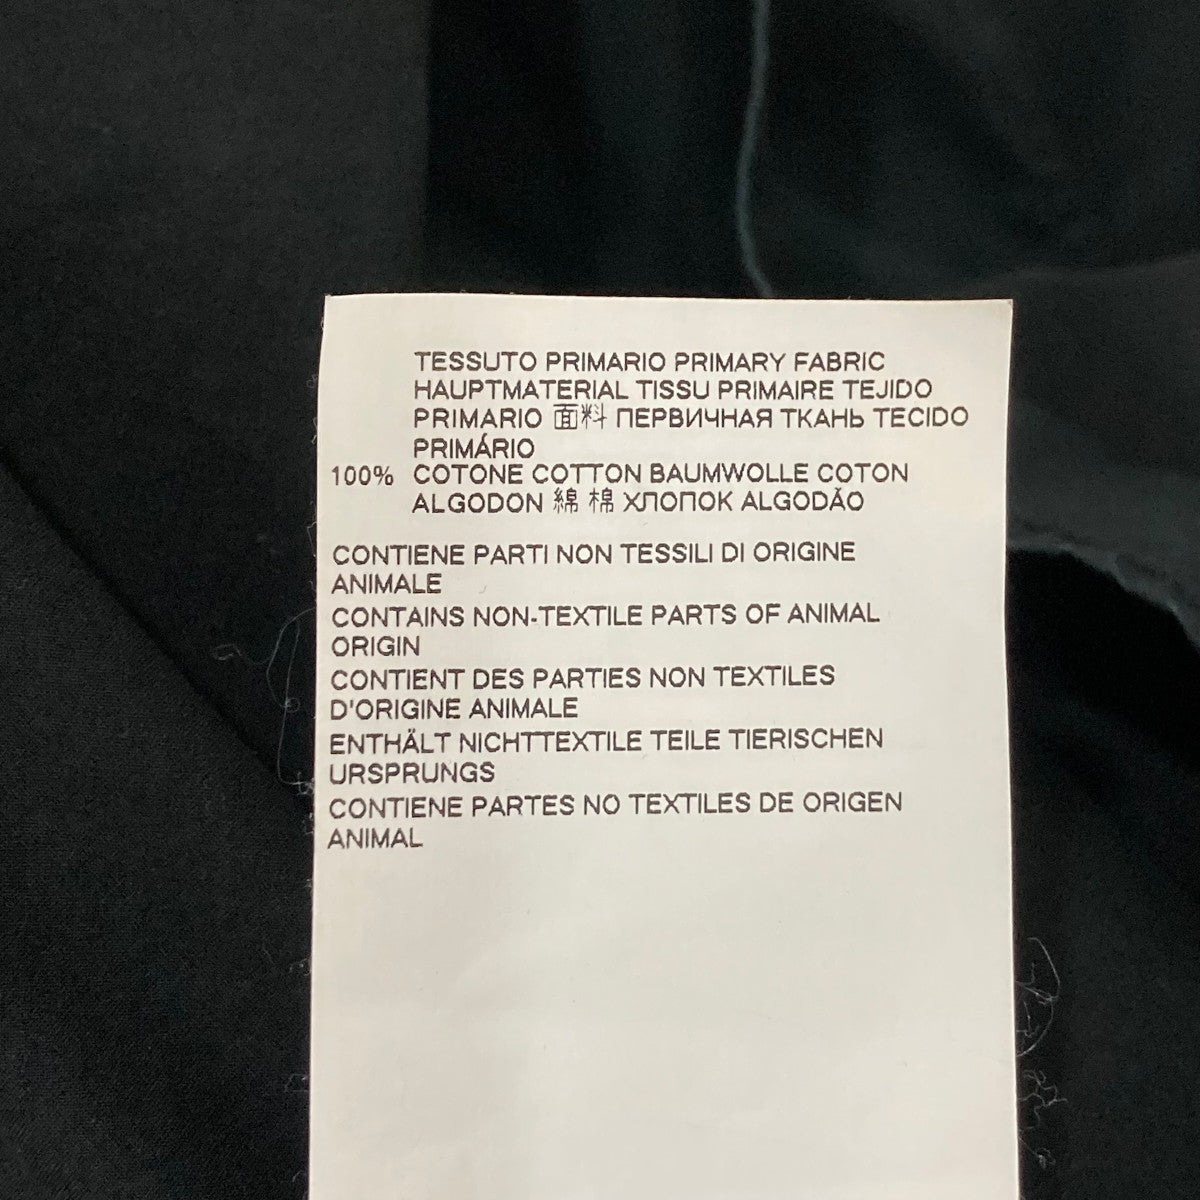 TESSUTO PRIMARIO PRIMARY FABRIC
HAUPTMATERIAL TISSU PRIMAIRE TEJIDO
PRIMARIO 面料 ПЕРВИЧНАЯ ТКАНЬ TECIDO
PRIMÁRIO
100% COTONE COTTON BAUMWOLLE COTON
ALGODON 綿 棉 ХЛОПОК ALGODÃO
CONTIENE PARTI NON TESSILI DI ORIGINE
ANIMALE
CONTAINS NON-TEXTILE PARTS OF ANIMAL
ORIGIN
CONTIENT DES PARTIES NON TEXTILES
D'ORIGINE ANIMALE
ENTHÄLT NICHTTEXTILE TEILE TIERISCHEN
URSPRUNGS
CONTIENE PARTES NO TEXTILES DE ORIGEN
ANIMAL